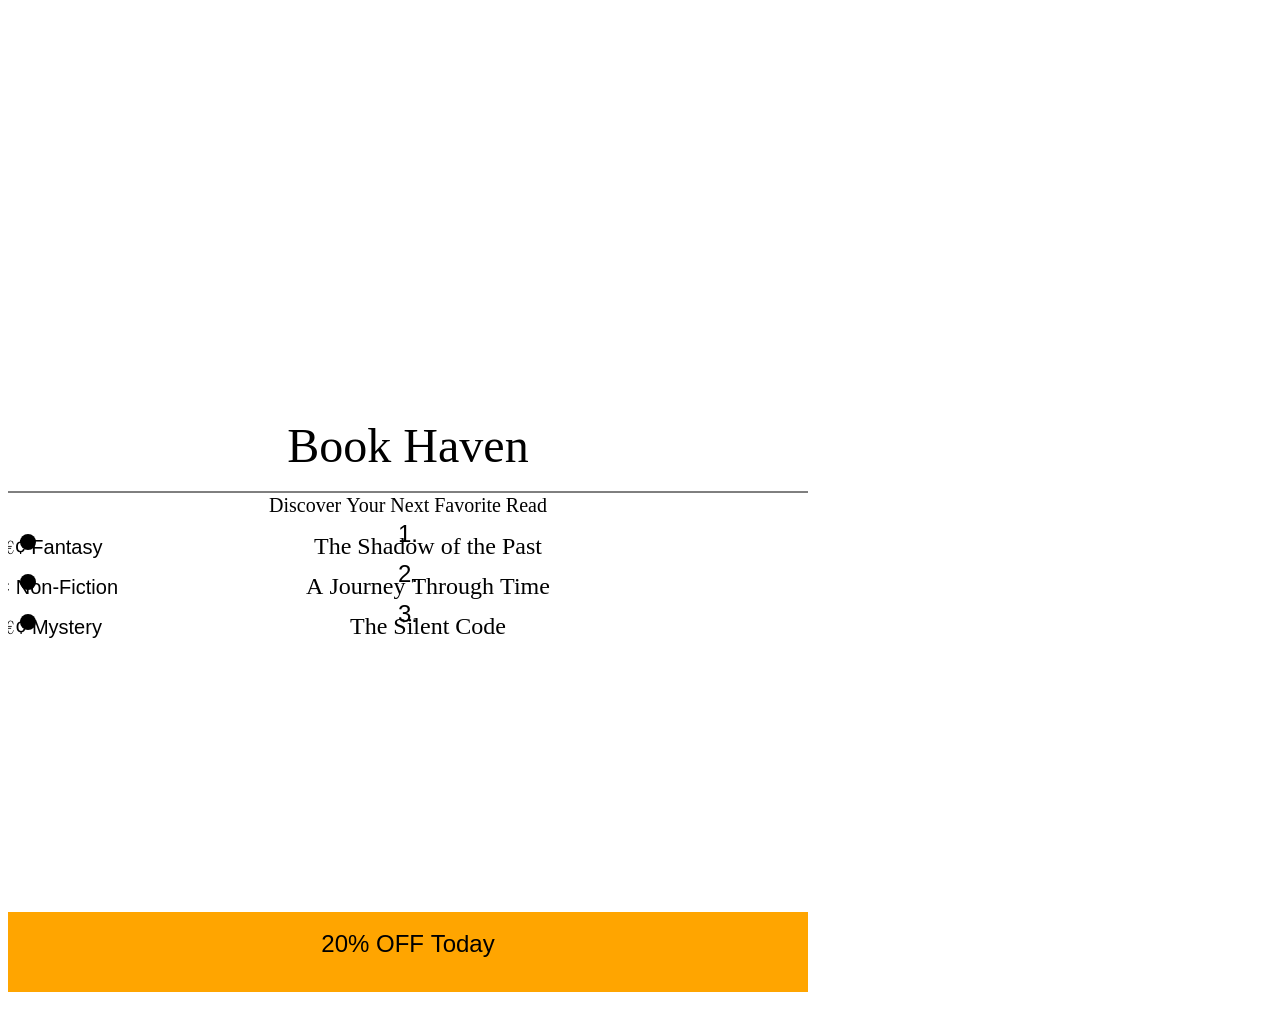 Book Haven
Discover Your Next Favorite Read
Fantasy
Non-Fiction
Mystery
1.
The Shadow of the Past
2.
A Journey Through Time
3.
The Silent Code
20% OFF Today